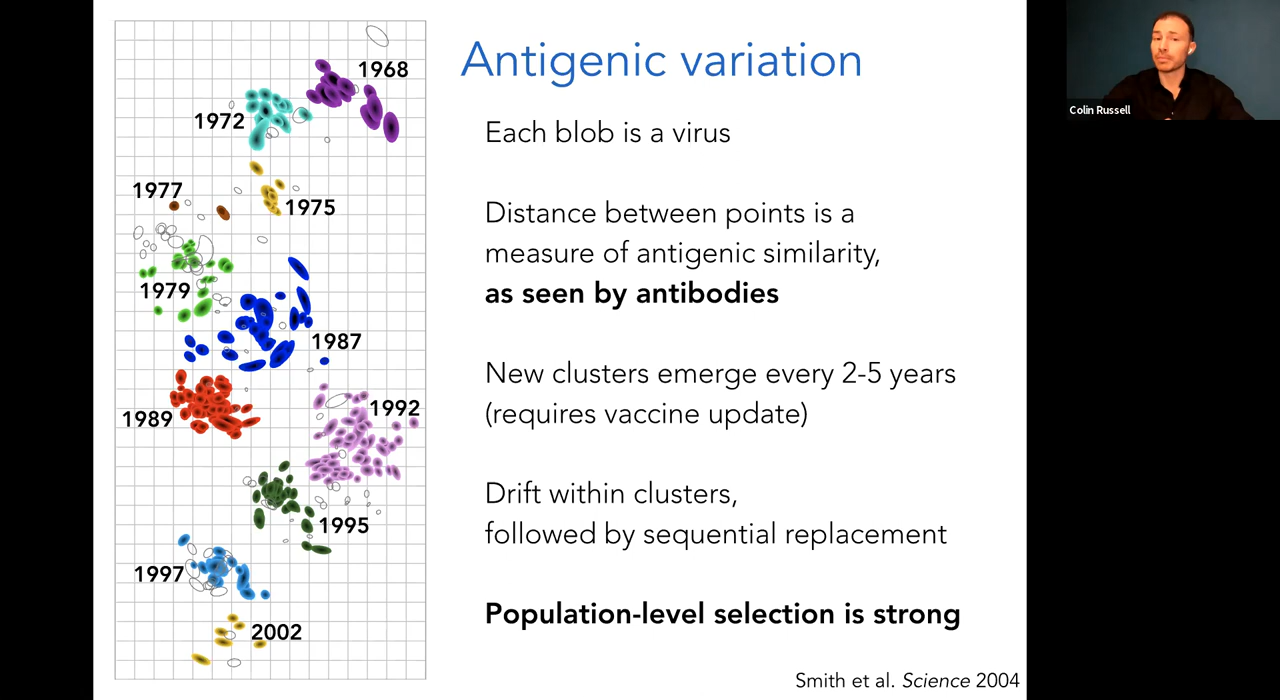 Antigenic variation
1968
1972
1977
1975
1979
1987
1989
1992
1995
1997
2002
Each blob is a virus
Distance between points is a
measure of antigenic similarity,
as seen by antibodies
New clusters emerge every 2-5 years
(requires vaccine update)
Drift within clusters,
followed by sequential replacement
Population-level selection is strong
Smith et al. Science 2004
Colin Russell